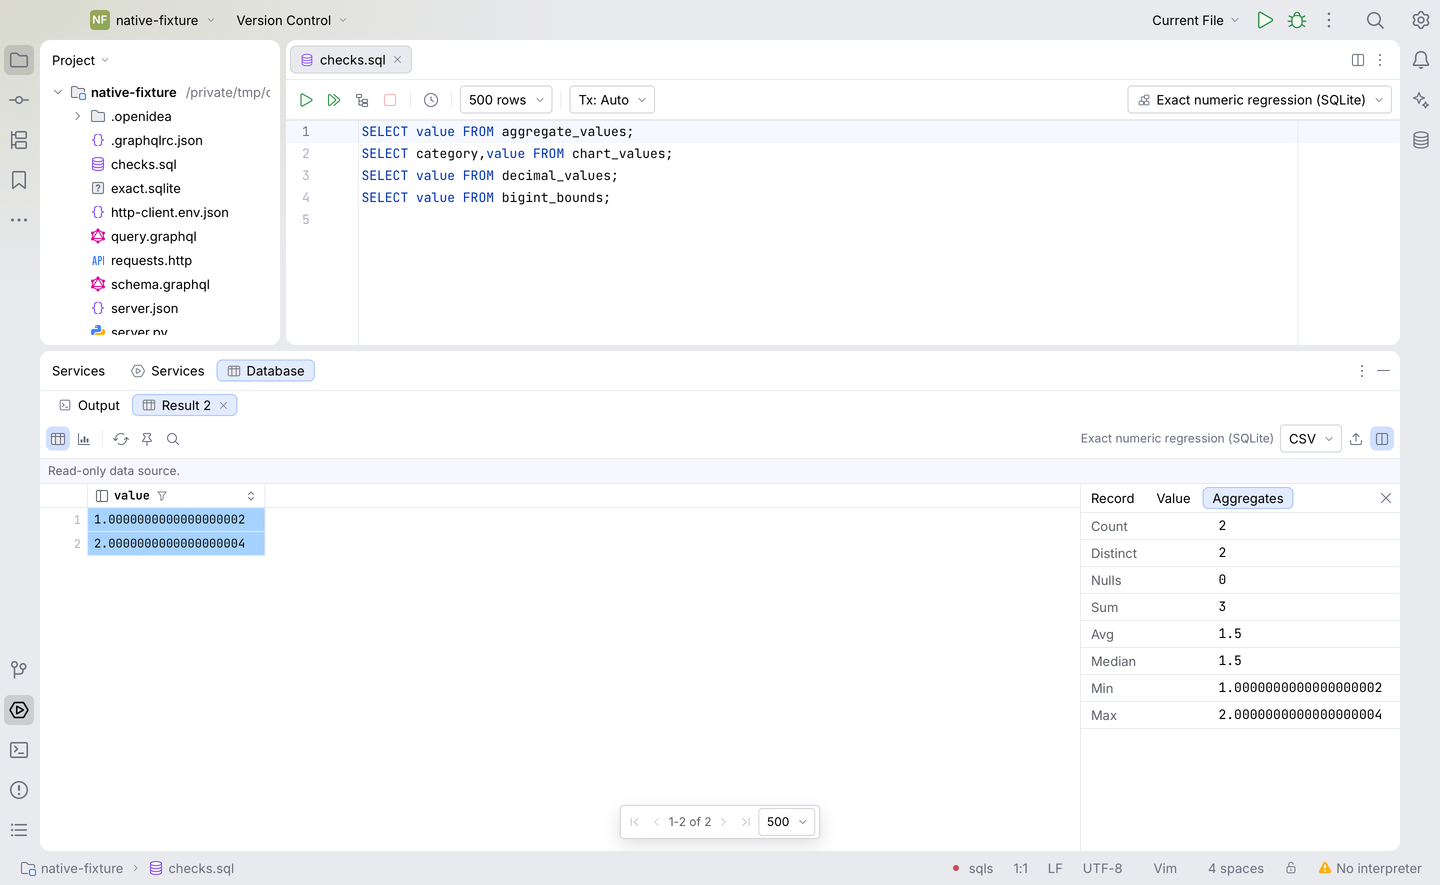 NF native-fixture Version Control Current File
Project
checks.sql
native-fixture /private/tmp/c
.openidea
.graphqlrc.json
checks.sql
exact.sqlite
http-client.env.json
query.graphql
API requests.http
schema.graphql
server.json
server.py
500 rows Tx: Auto Exact numeric regression (SQLite)
1 SELECT value FROM aggregate_values;
2 SELECT category,value FROM chart_values;
3 SELECT value FROM decimal_values;
4 SELECT value FROM bigint_bounds;
5
Services Services Database
Output Result 2
Exact numeric regression (SQLite) CSV
Read-only data source.
value
1 1.0000000000000000002
2 2.0000000000000000004
Record Value Aggregates
Count 2
Distinct 2
Nulls 0
Sum 3
Avg 1.5
Median 1.5
Min 1.0000000000000000002
Max 2.0000000000000000004
1-2 of 2 500
native-fixture checks.sql sqls 1:1 LF UTF-8 Vim 4 spaces No interpreter